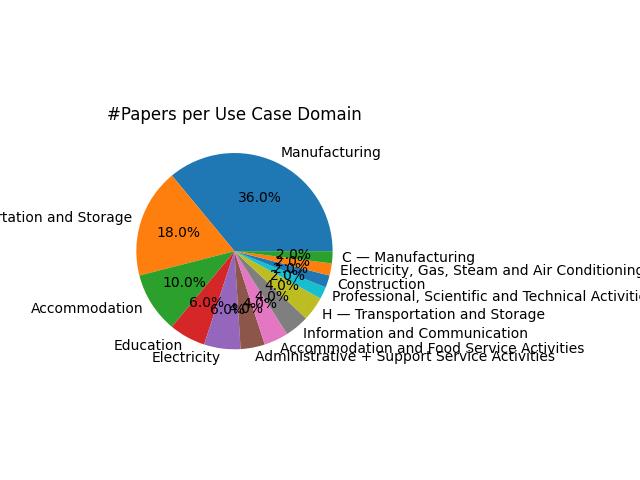 #Papers per Use Case Domain
Manufacturing
36.0%
rtation and Storage
18.0%
Accommodation
10.0%
Education
6.0%
Electricity
6.0%
Administrative + Support Service Activities
4.0%
Accommodation and Food Service Activities
4.0%
Information and Communication
4.0%
H — Transportation and Storage
4.0%
Professional, Scientific and Technical Activiti
2.0%
Construction
2.0%
Electricity, Gas, Steam and Air Conditioning
2.0%
C — Manufacturing
2.0%